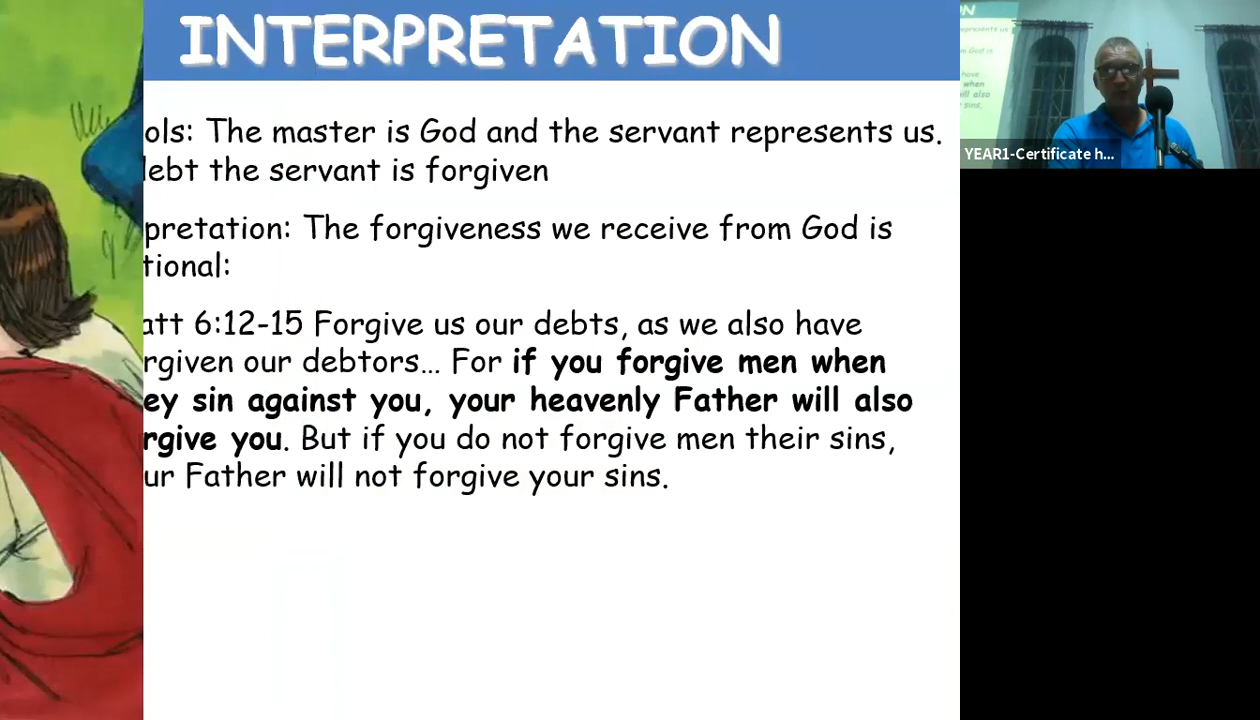 INTERPRETATION
ols: The master is God and the servant represents us.
debt the servant is forgiven
pretation: The forgiveness we receive from God is
tional:
att 6:12-15 Forgive us our debts, as we also have
rgiven our debtors... For if you forgive men when
ey sin against you, your heavenly Father will also
rgive you. But if you do not forgive men their sins,
ur Father will not forgive your sins.
YEAR1-Certificate h...